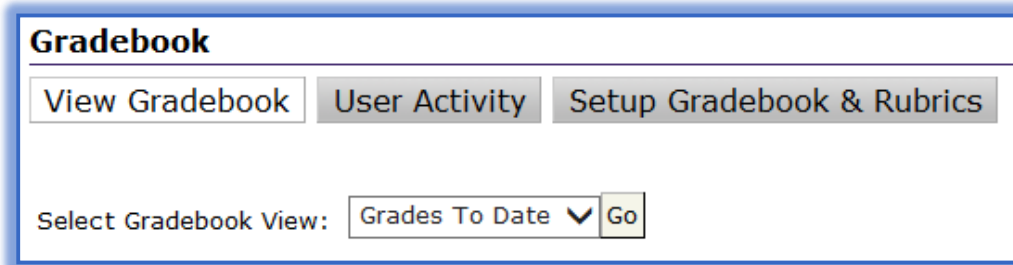 Gradebook
View Gradebook User Activity Setup Gradebook & Rubrics
Select Gradebook View: Grades To Date Go